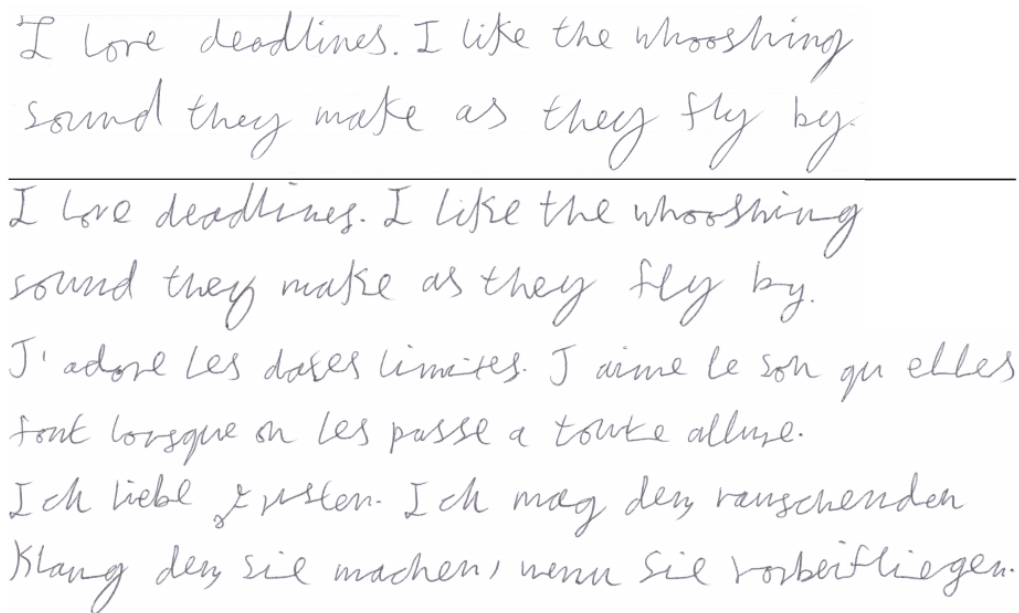 I love deadlines. I like the whooshing
sound they make as they fly by.
I love deadlines. I like the whooshing
sound they make as they fly by.
J'adore les dates limites. J aime le son qu elles
font lorsque on les passe a toute allure.
Ich liebe Fristen. Ich mag den rauschenden
Klang den sie machen, wenn sie vorbeifliegen.